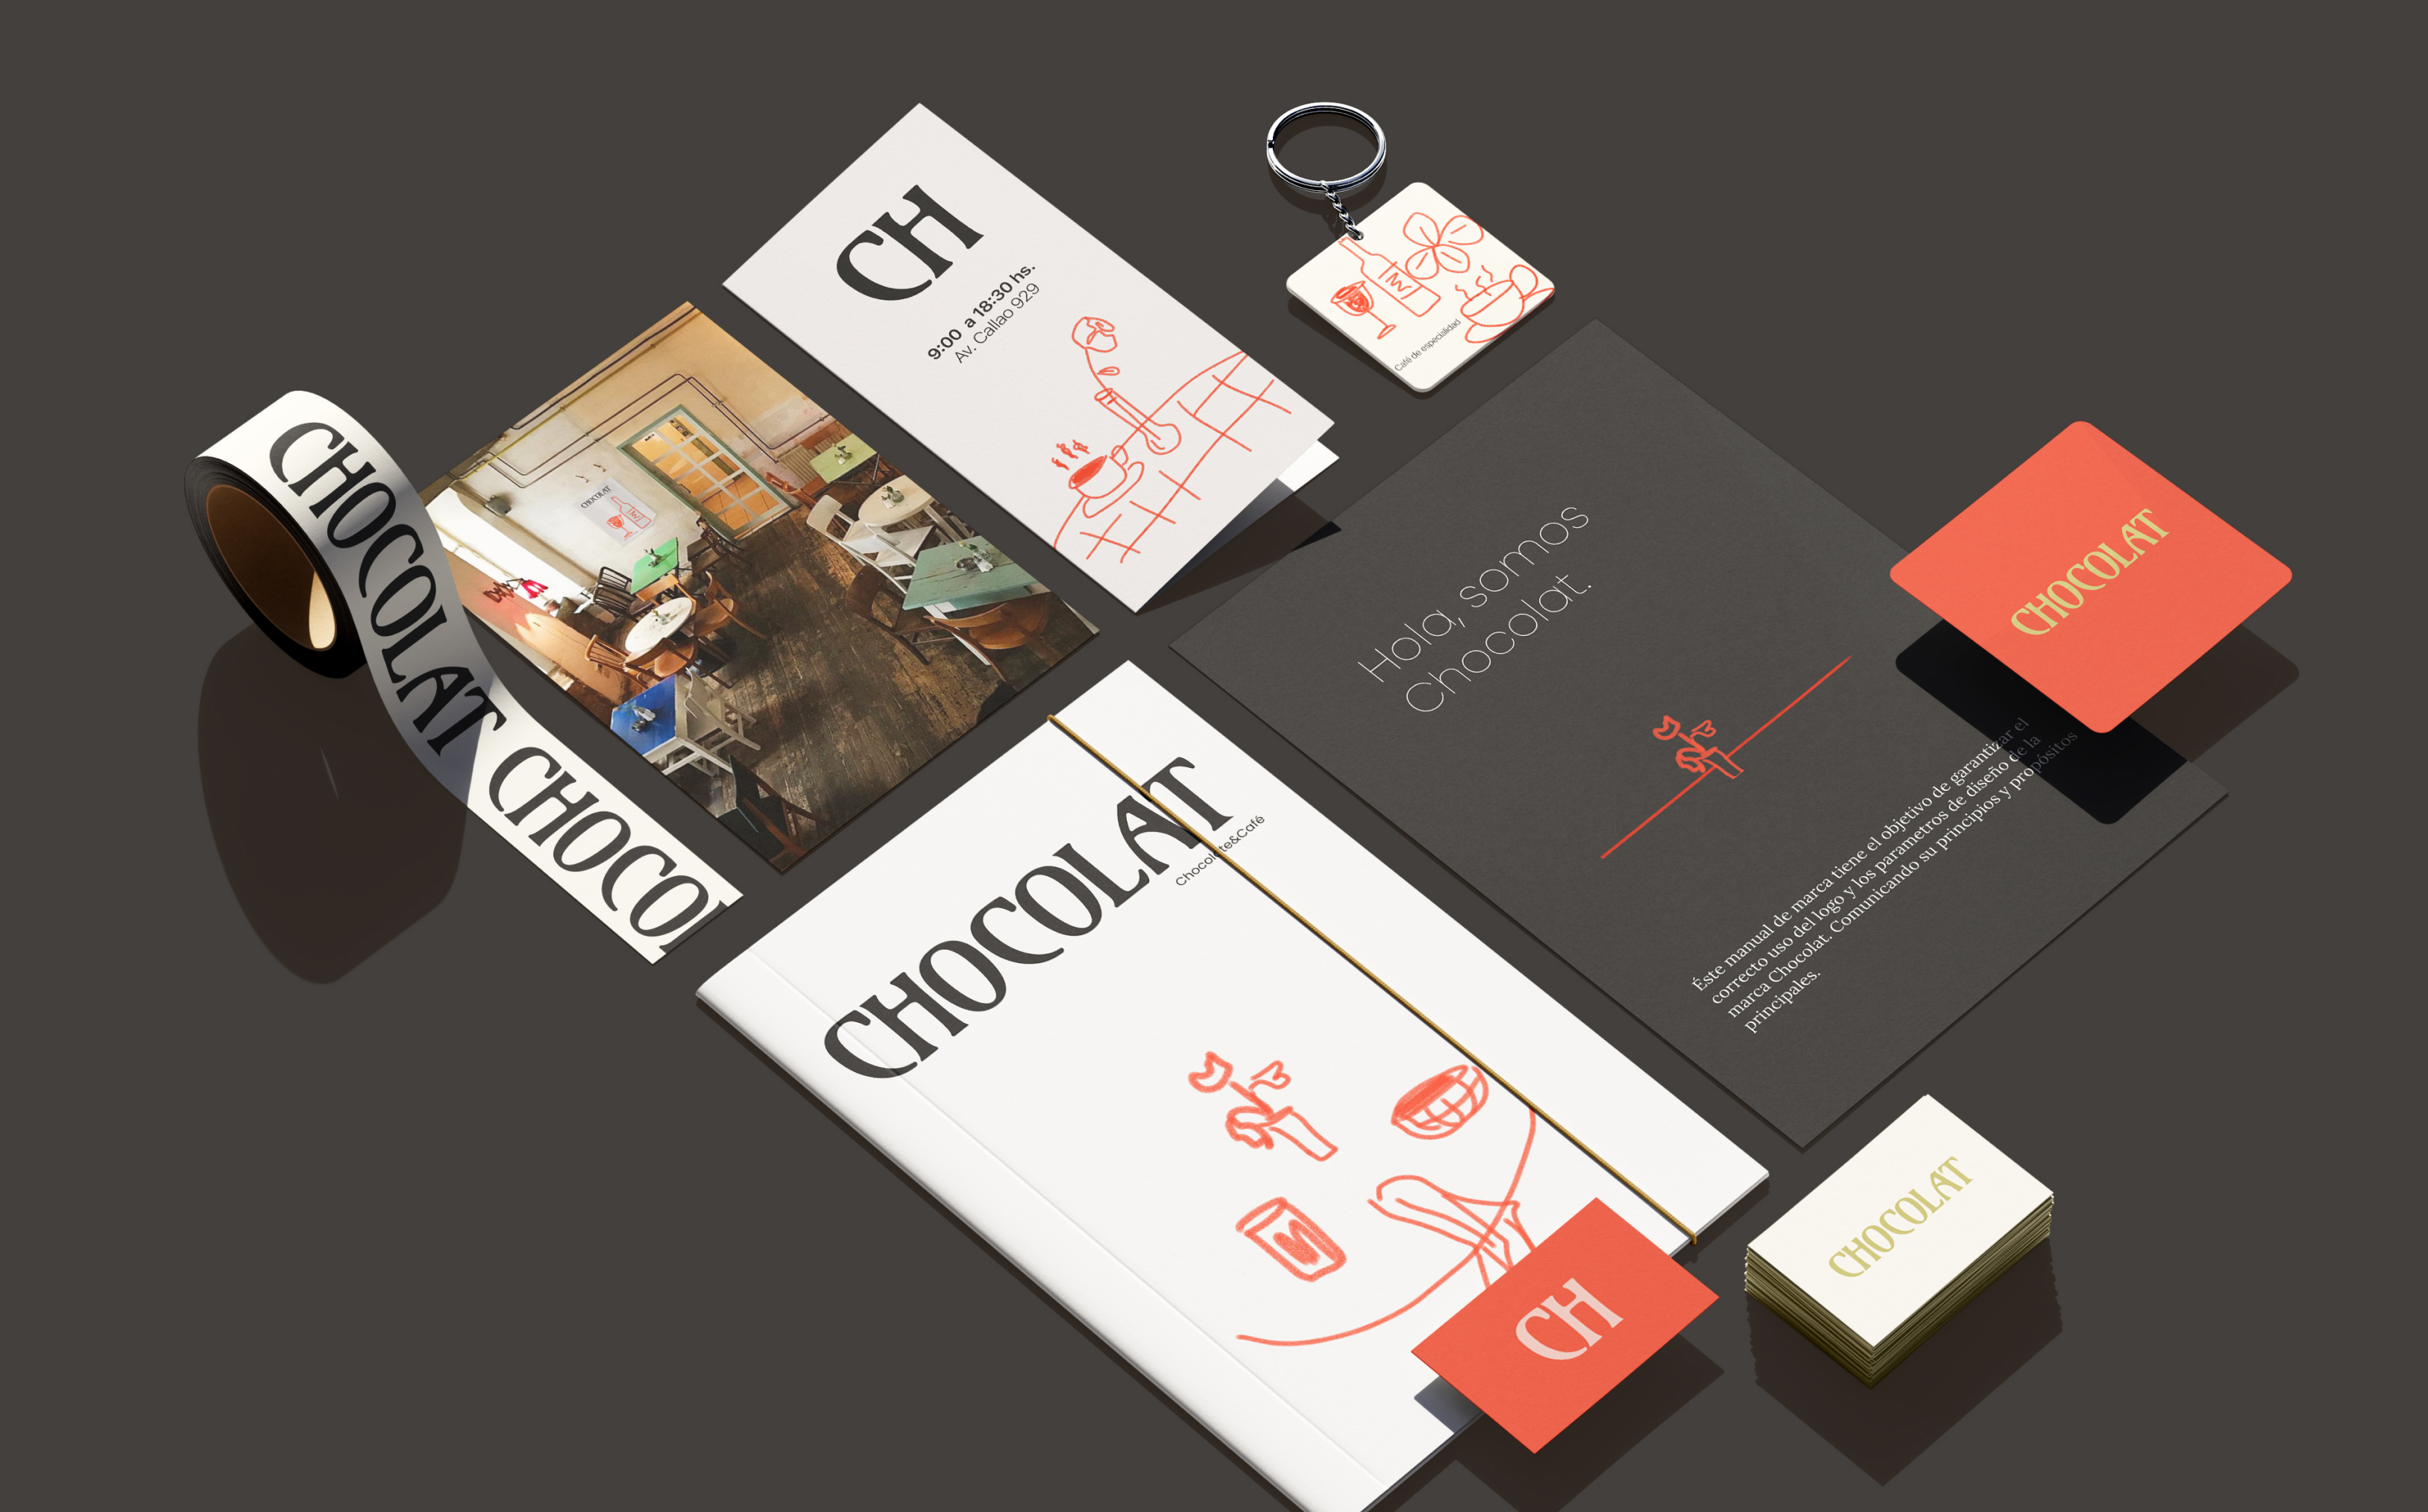 CH
9:00 a 18:30 hs.
Av. Callao 929
Café de especialidad
CHOCOLAT CHOCOL
CHOCOLAT
Hola, somos
Chocolat.
CHOCOLAT
Éste manual de marca tiene el objetivo de garantizar el
correcto uso del logo y los parametros de diseño de la
marca Chocolat. Comunicando su principios y propósitos
principales.
CHOCOLAT
Chocolate&Café
M
CH
CHOCOLAT